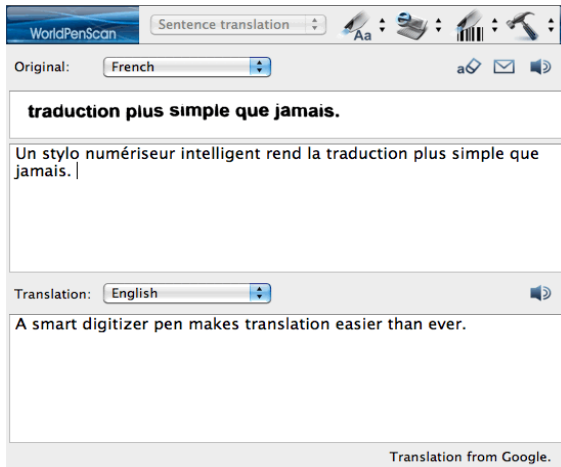 WorldPenScan
Sentence translation
Aa
Original:
French
a
traduction plus simple que jamais.
Un stylo numériseur intelligent rend la traduction plus simple que
jamais.
Translation:
English
A smart digitizer pen makes translation easier than ever.
Translation from Google.